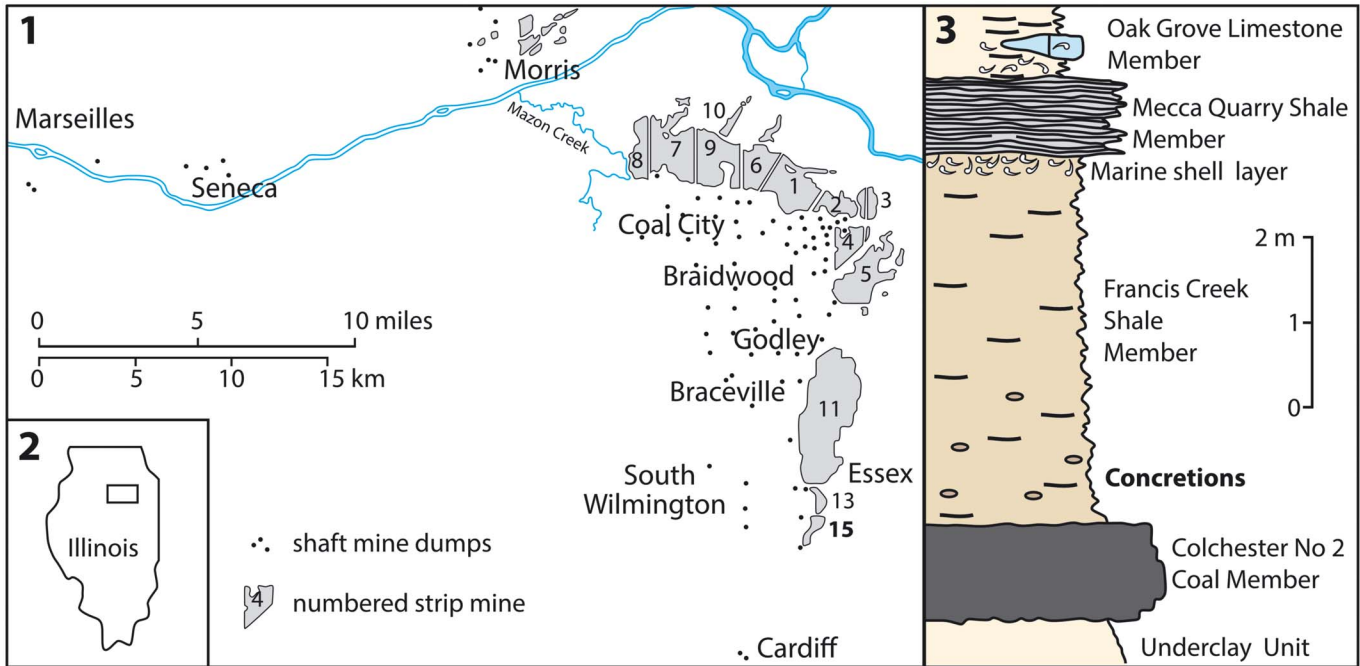 1
Morris
Marseilles
Mazon Creek
Seneca
10
8
7
9
6
1
2
3
Coal City
4
Braidwood
5
0 5 10 miles
0 5 10 15 km
Godley
Braceville
11
South
Wilmington
Essex
13
15
Cardiff
2
Illinois
shaft mine dumps
4
numbered strip mine
3
Oak Grove Limestone
Member
Mecca Quarry Shale
Member
Marine shell layer
2 m
1
0
Francis Creek
Shale
Member
Concretions
Colchester No 2
Coal Member
Underclay Unit